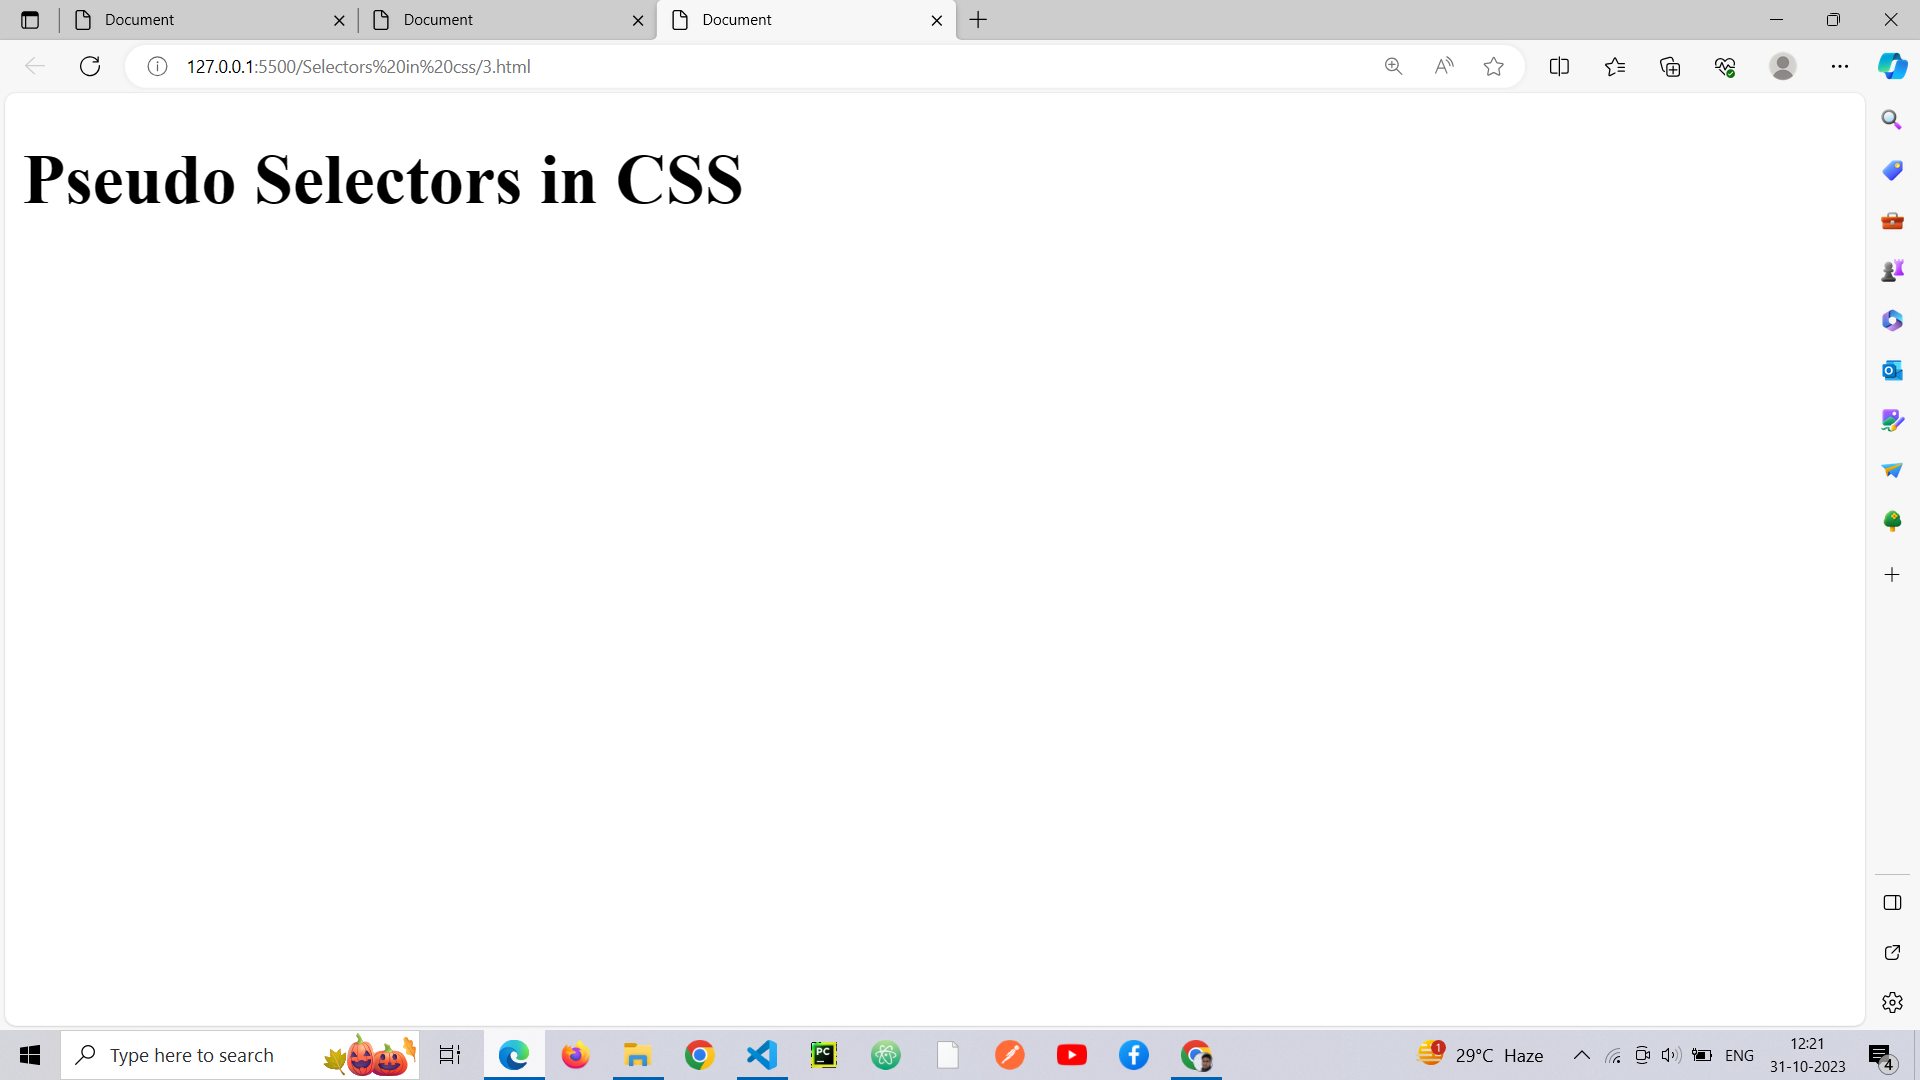 Document
Document
Document
127.0.0.1:5500/Selectors%20in%20css/3.html
Pseudo Selectors in CSS
Type here to search
PC
1
29°C Haze
ENG
12:21
31-10-2023
4